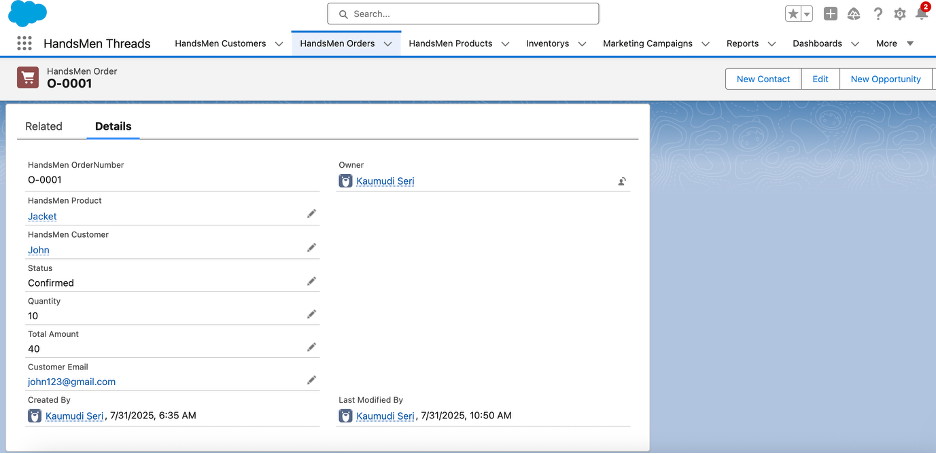 Search...
2
HandsMen Threads HandsMen Customers HandsMen Orders HandsMen Products Inventorys Marketing Campaigns Reports Dashboards More
HandsMen Order
O-0001
New Contact Edit New Opportunity
Related Details
HandsMen OrderNumber Owner
O-0001 Kaumudi Seri
HandsMen Product
Jacket
HandsMen Customer
John
Status
Confirmed
Quantity
10
Total Amount
40
Customer Email
john123@gmail.com
Created By Last Modified By
Kaumudi Seri, 7/31/2025, 6:35 AM Kaumudi Seri, 7/31/2025, 10:50 AM